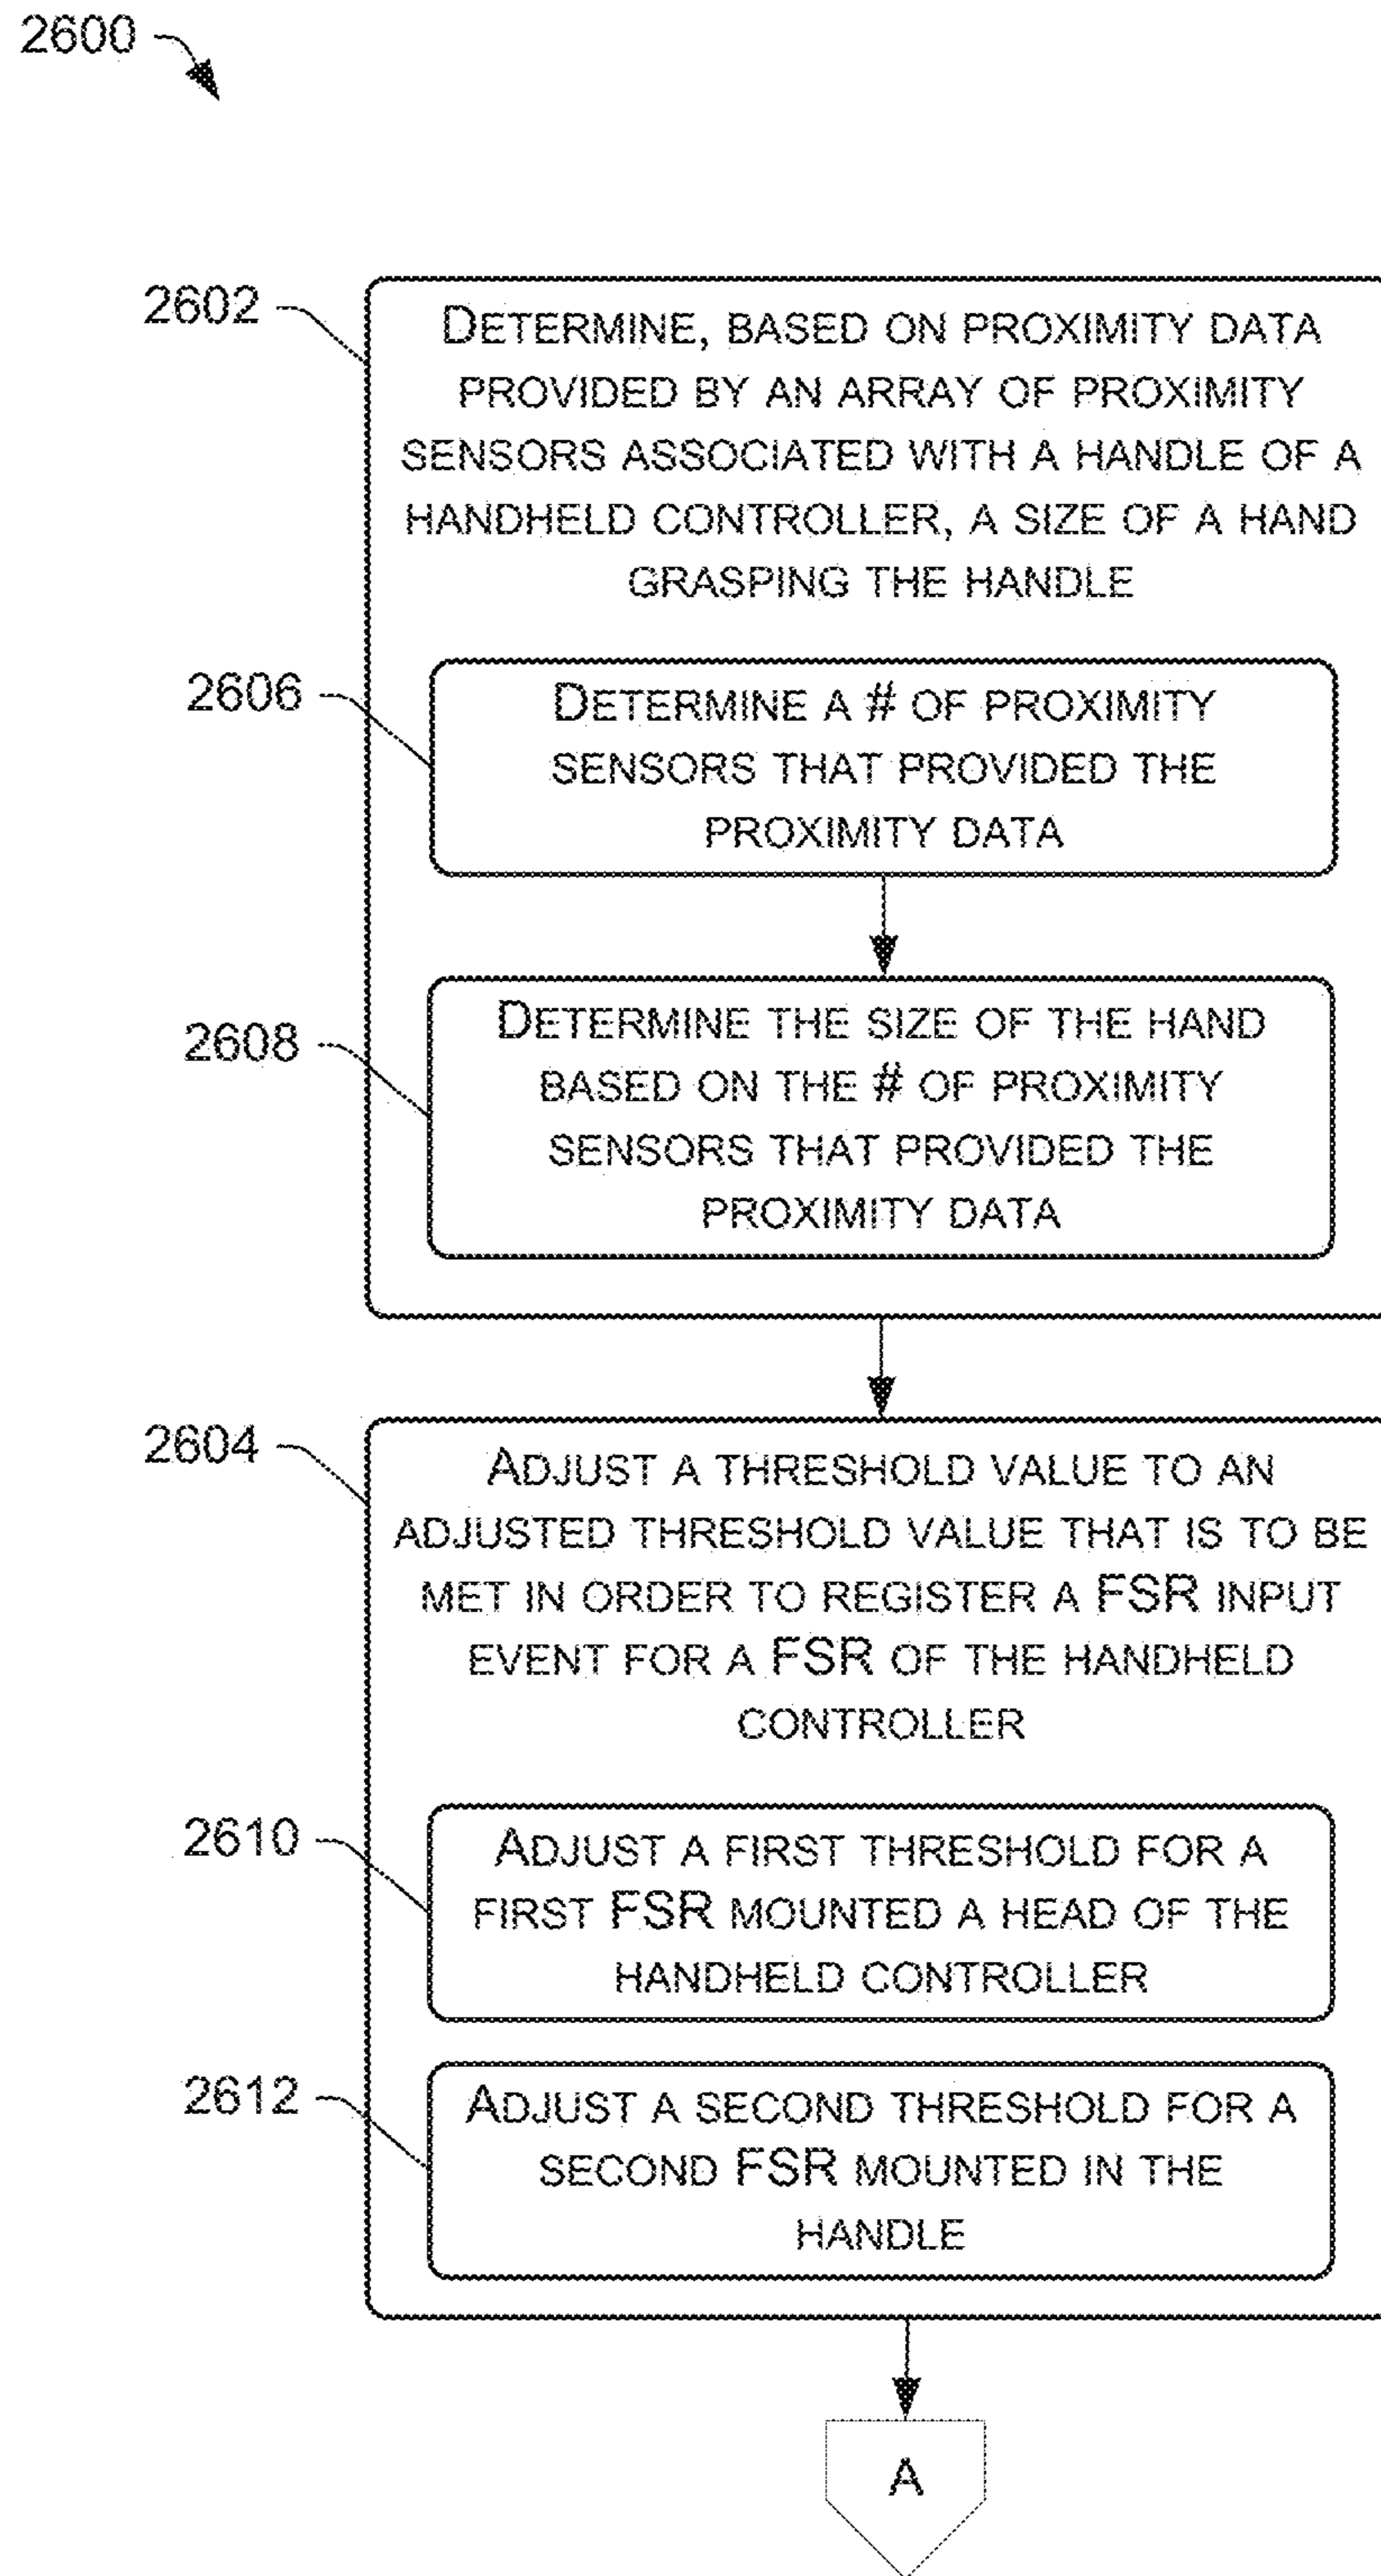 2600
2602
DETERMINE, BASED ON PROXIMITY DATA
PROVIDED BY AN ARRAY OF PROXIMITY
SENSORS ASSOCIATED WITH A HANDLE OF A
HANDHELD CONTROLLER, A SIZE OF A HAND
GRASPING THE HANDLE
2606
DETERMINE A # OF PROXIMITY
SENSORS THAT PROVIDED THE
PROXIMITY DATA
2608
DETERMINE THE SIZE OF THE HAND
BASED ON THE # OF PROXIMITY
SENSORS THAT PROVIDED THE
PROXIMITY DATA
2604
ADJUST A THRESHOLD VALUE TO AN
ADJUSTED THRESHOLD VALUE THAT IS TO BE
MET IN ORDER TO REGISTER A FSR INPUT
EVENT FOR A FSR OF THE HANDHELD
CONTROLLER
2610
ADJUST A FIRST THRESHOLD FOR A
FIRST FSR MOUNTED A HEAD OF THE
HANDHELD CONTROLLER
2612
ADJUST A SECOND THRESHOLD FOR A
SECOND FSR MOUNTED IN THE
HANDLE
A